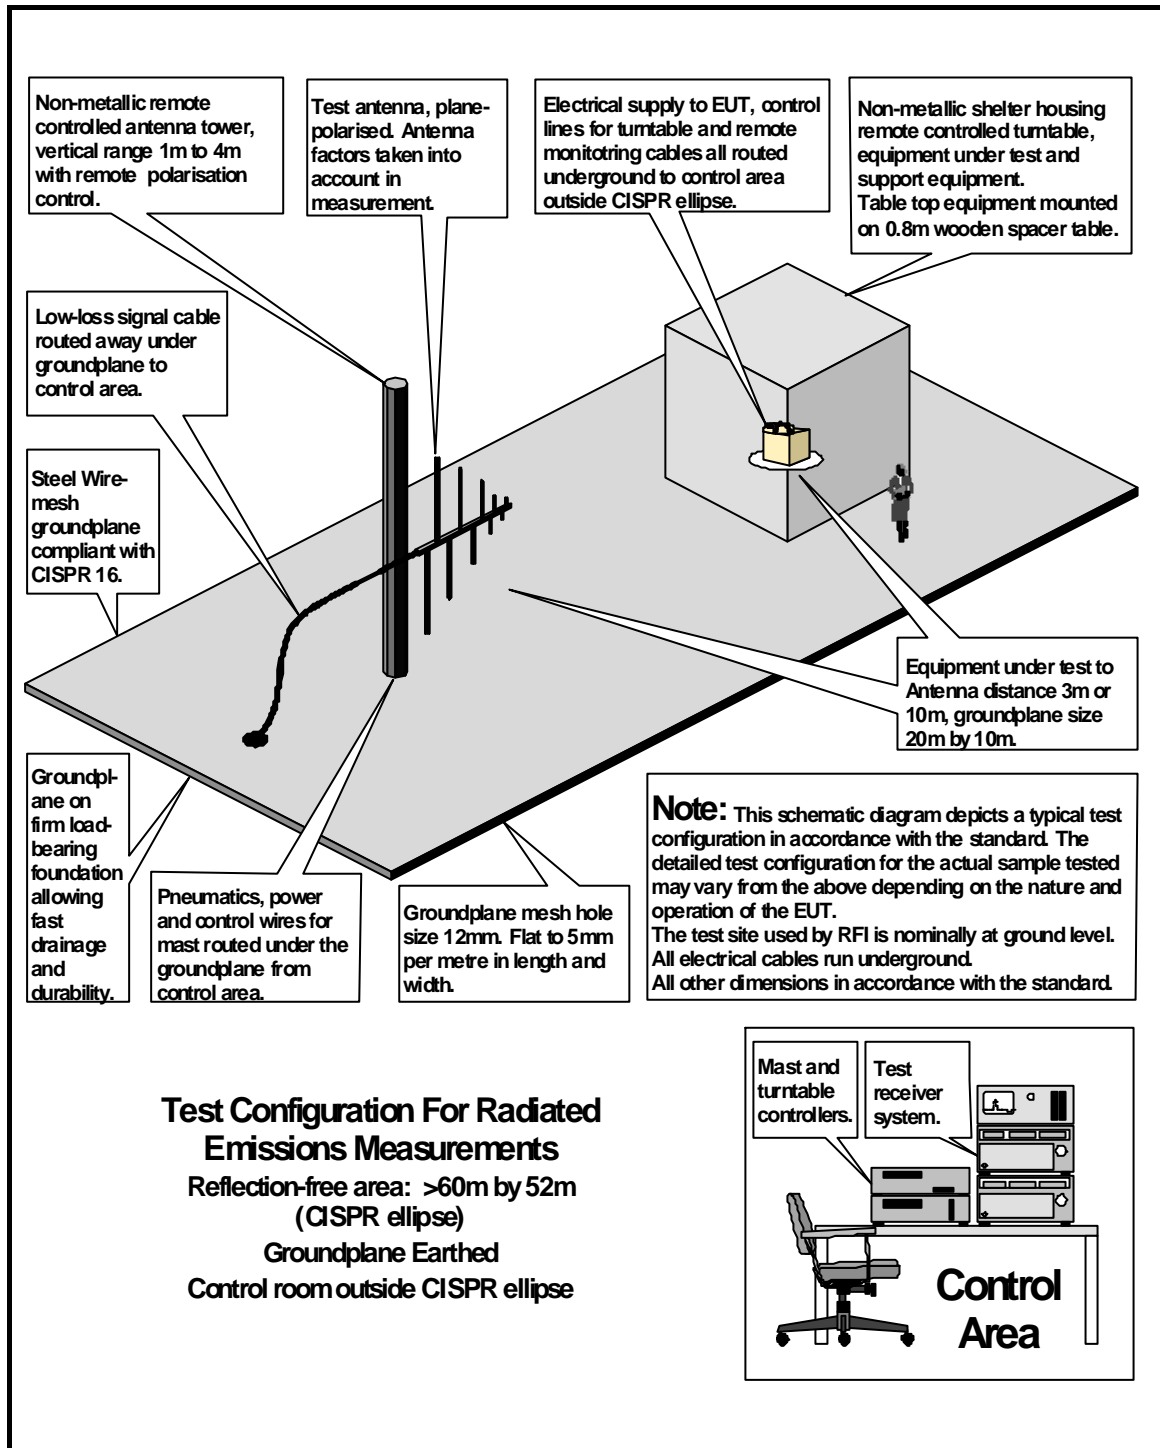 Non-metallic remote
controlled antenna tower,
vertical range 1m to 4m
with remote polarisation
control.
Test antenna, plane-
polarised. Antenna
factors taken into
account in
measurement.
Electrical supply to EUT, control
lines for turntable and remote
monitotring cables all routed
underground to control area
outside CISPR ellipse.
Non-metallic shelter housing
remote controlled turntable,
equipment under test and
support equipment.
Table top equipment mounted
on 0.8m wooden spacer table.
Low-loss signal cable
routed away under
groundplane to
control area.
Steel Wire-
mesh
groundplane
compliant with
CISPR 16.
Equipment under test to
Antenna distance 3m or
10m, groundplane size
20m by 10m.
Groundpl-
ane on
firm load-
bearing
foundation
allowing
fast
drainage
and
durability.
Pneumatics, power
and control wires for
mast routed under the
groundplane from
control area.
Groundplane mesh hole
size 12mm. Flat to 5mm
per metre in length and
width.
Note: This schematic diagram depicts a typical test
configuration in accordance with the standard. The
detailed test configuration for the actual sample tested
may vary from the above depending on the nature and
operation of the EUT.
The test site used by RFI is nominally at ground level.
All electrical cables run underground.
All other dimensions in accordance with the standard.
Test Configuration For Radiated
Emissions Measurements
Reflection-free area: >60m by 52m
(CISPR ellipse)
Groundplane Earthed
Control room outside CISPR ellipse
Mast and
turntable
controllers.
Test
receiver
system.
Control
Area